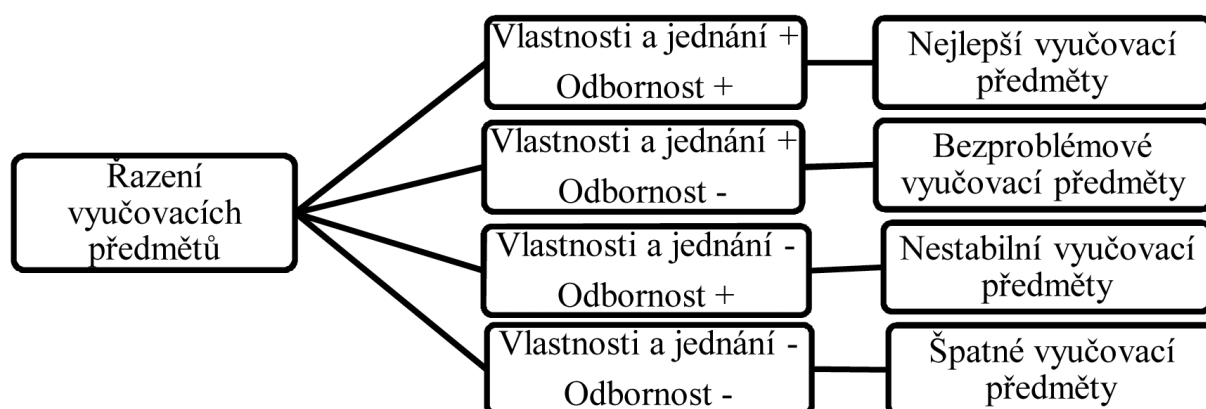 Řazení
vyučovacích
předmětů
Vlastnosti a jednání +
Odbornost +
Nejlepší vyučovací
předměty
Vlastnosti a jednání +
Odbornost -
Bezproblémové
vyučovací předměty
Vlastnosti a jednání -
Odbornost +
Nestabilní vyučovací
předměty
Vlastnosti a jednání -
Odbornost -
Špatné vyučovací
předměty